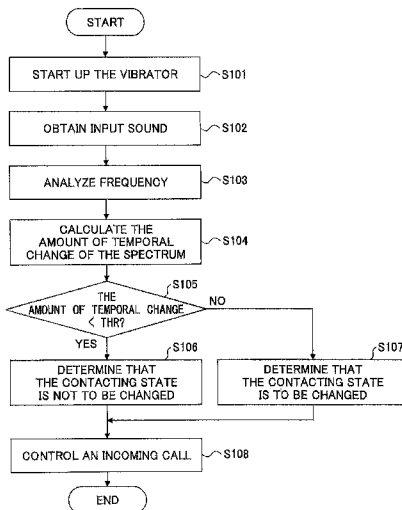 START
START UP THE VIBRATOR
S101
OBTAIN INPUT SOUND
S102
ANALYZE FREQUENCY
S103
CALCULATE THE
AMOUNT OF TEMPORAL
CHANGE OF THE SPECTRUM
S104
S105
THE
AMOUNT OF TEMPORAL CHANGE
< THR?
NO
YES
S106
DETERMINE THAT
THE CONTACTING STATE
IS NOT TO BE CHANGED
S107
DETERMINE THAT
THE CONTACTING STATE
IS TO BE CHANGED
CONTROL AN INCOMING CALL
S108
END